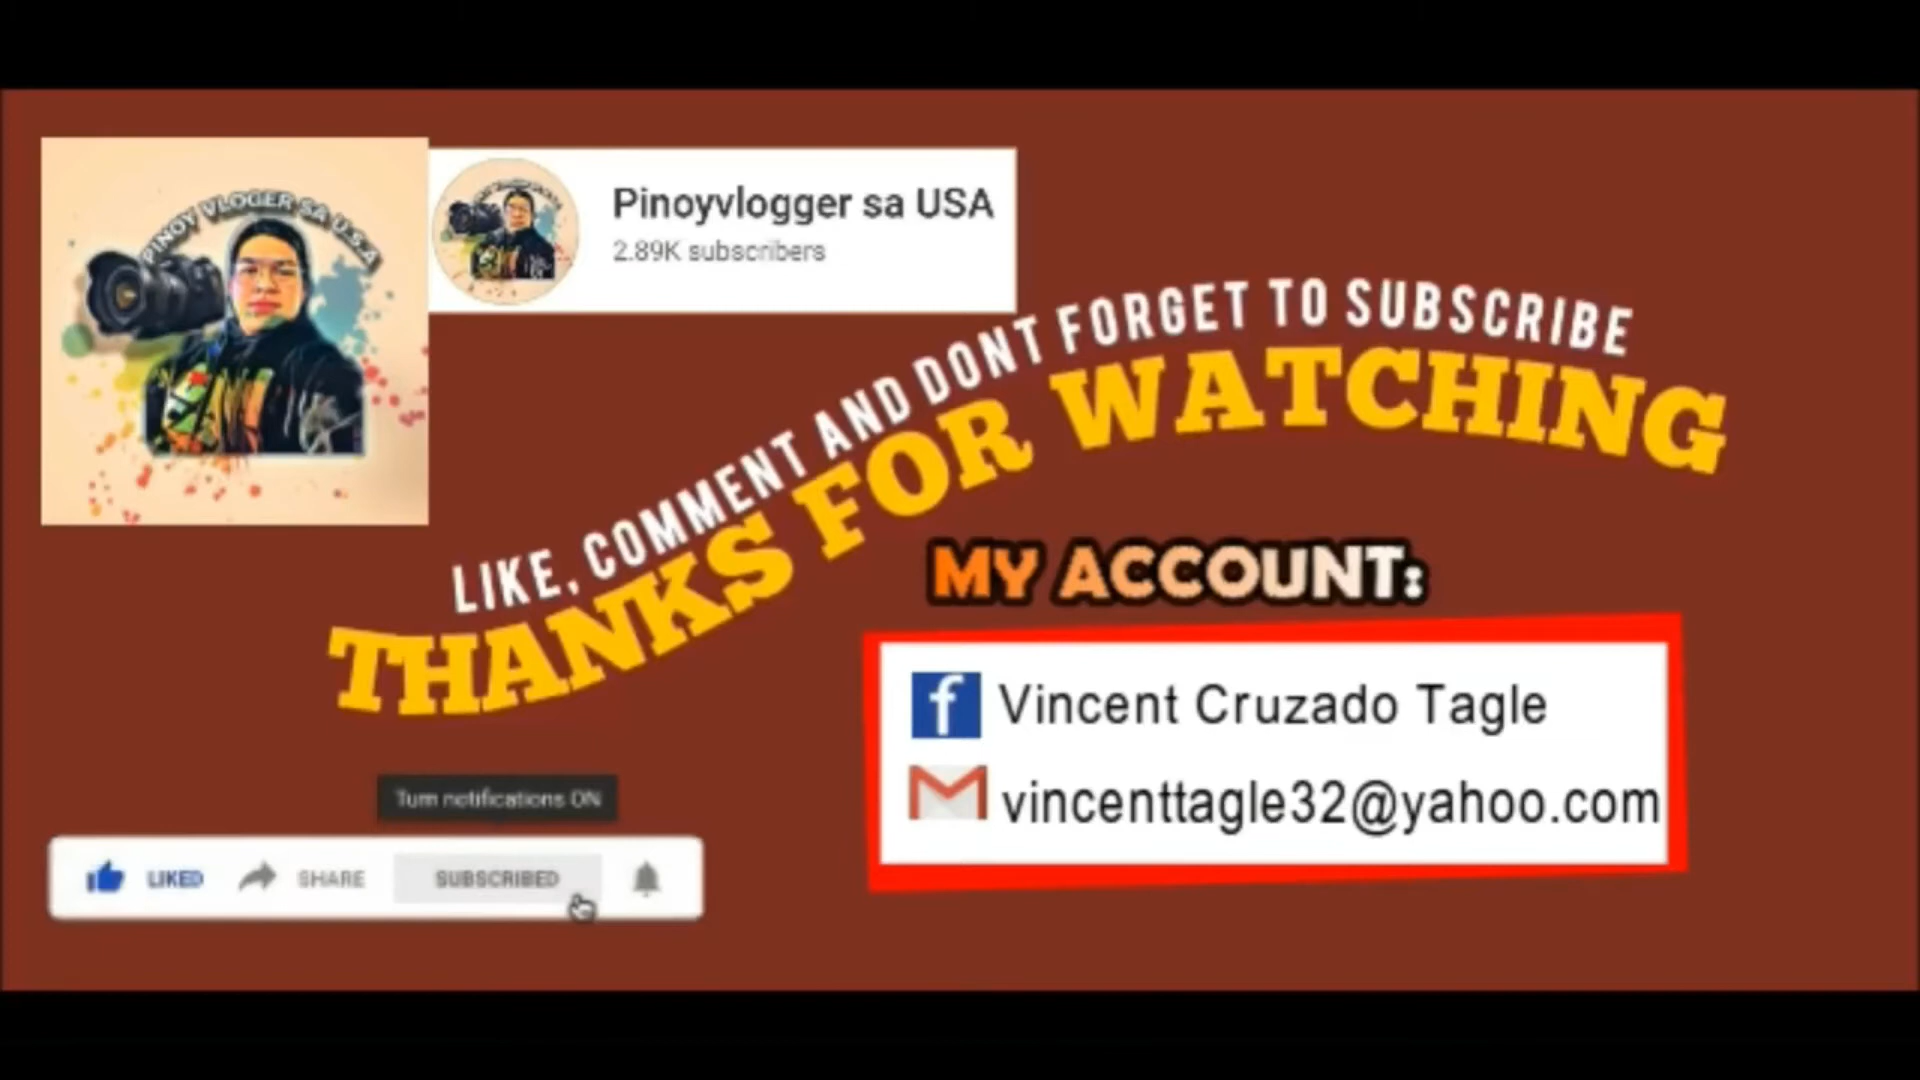 PINOY VLOGER SA U.S.A
Pinoyvlogger sa USA
2.89K subscribers
LIKE, COMMENT AND DONT FORGET TO SUBSCRIBE
THANKS FOR WATCHING
MY ACCOUNT:
f Vincent Cruzado Tagle
M vincenttagle32@yahoo.com
Turn notifications ON
LIKED SHARE SUBSCRIBED